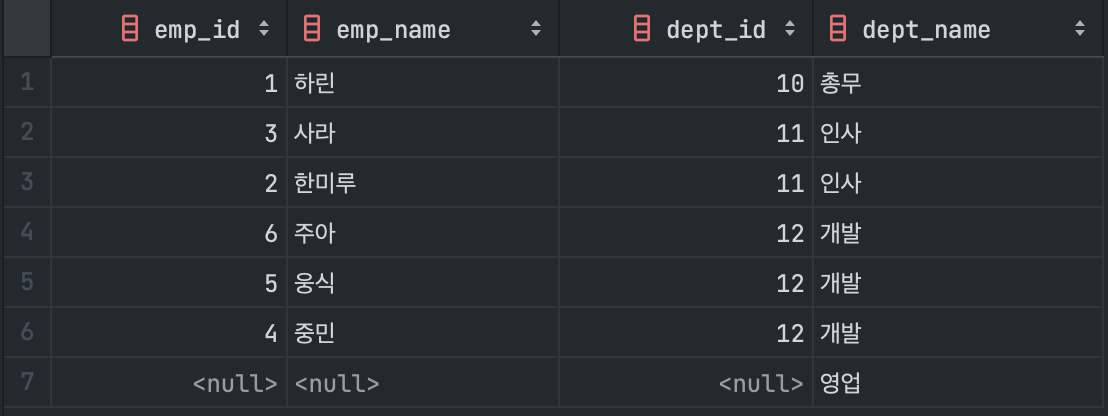 emp_id emp_name dept_id dept_name
1 1 하린 10 총무
2 3 사라 11 인사
3 2 한미루 11 인사
4 6 주아 12 개발
5 5 웅식 12 개발
6 4 중민 12 개발
7 <null> <null> <null> 영업